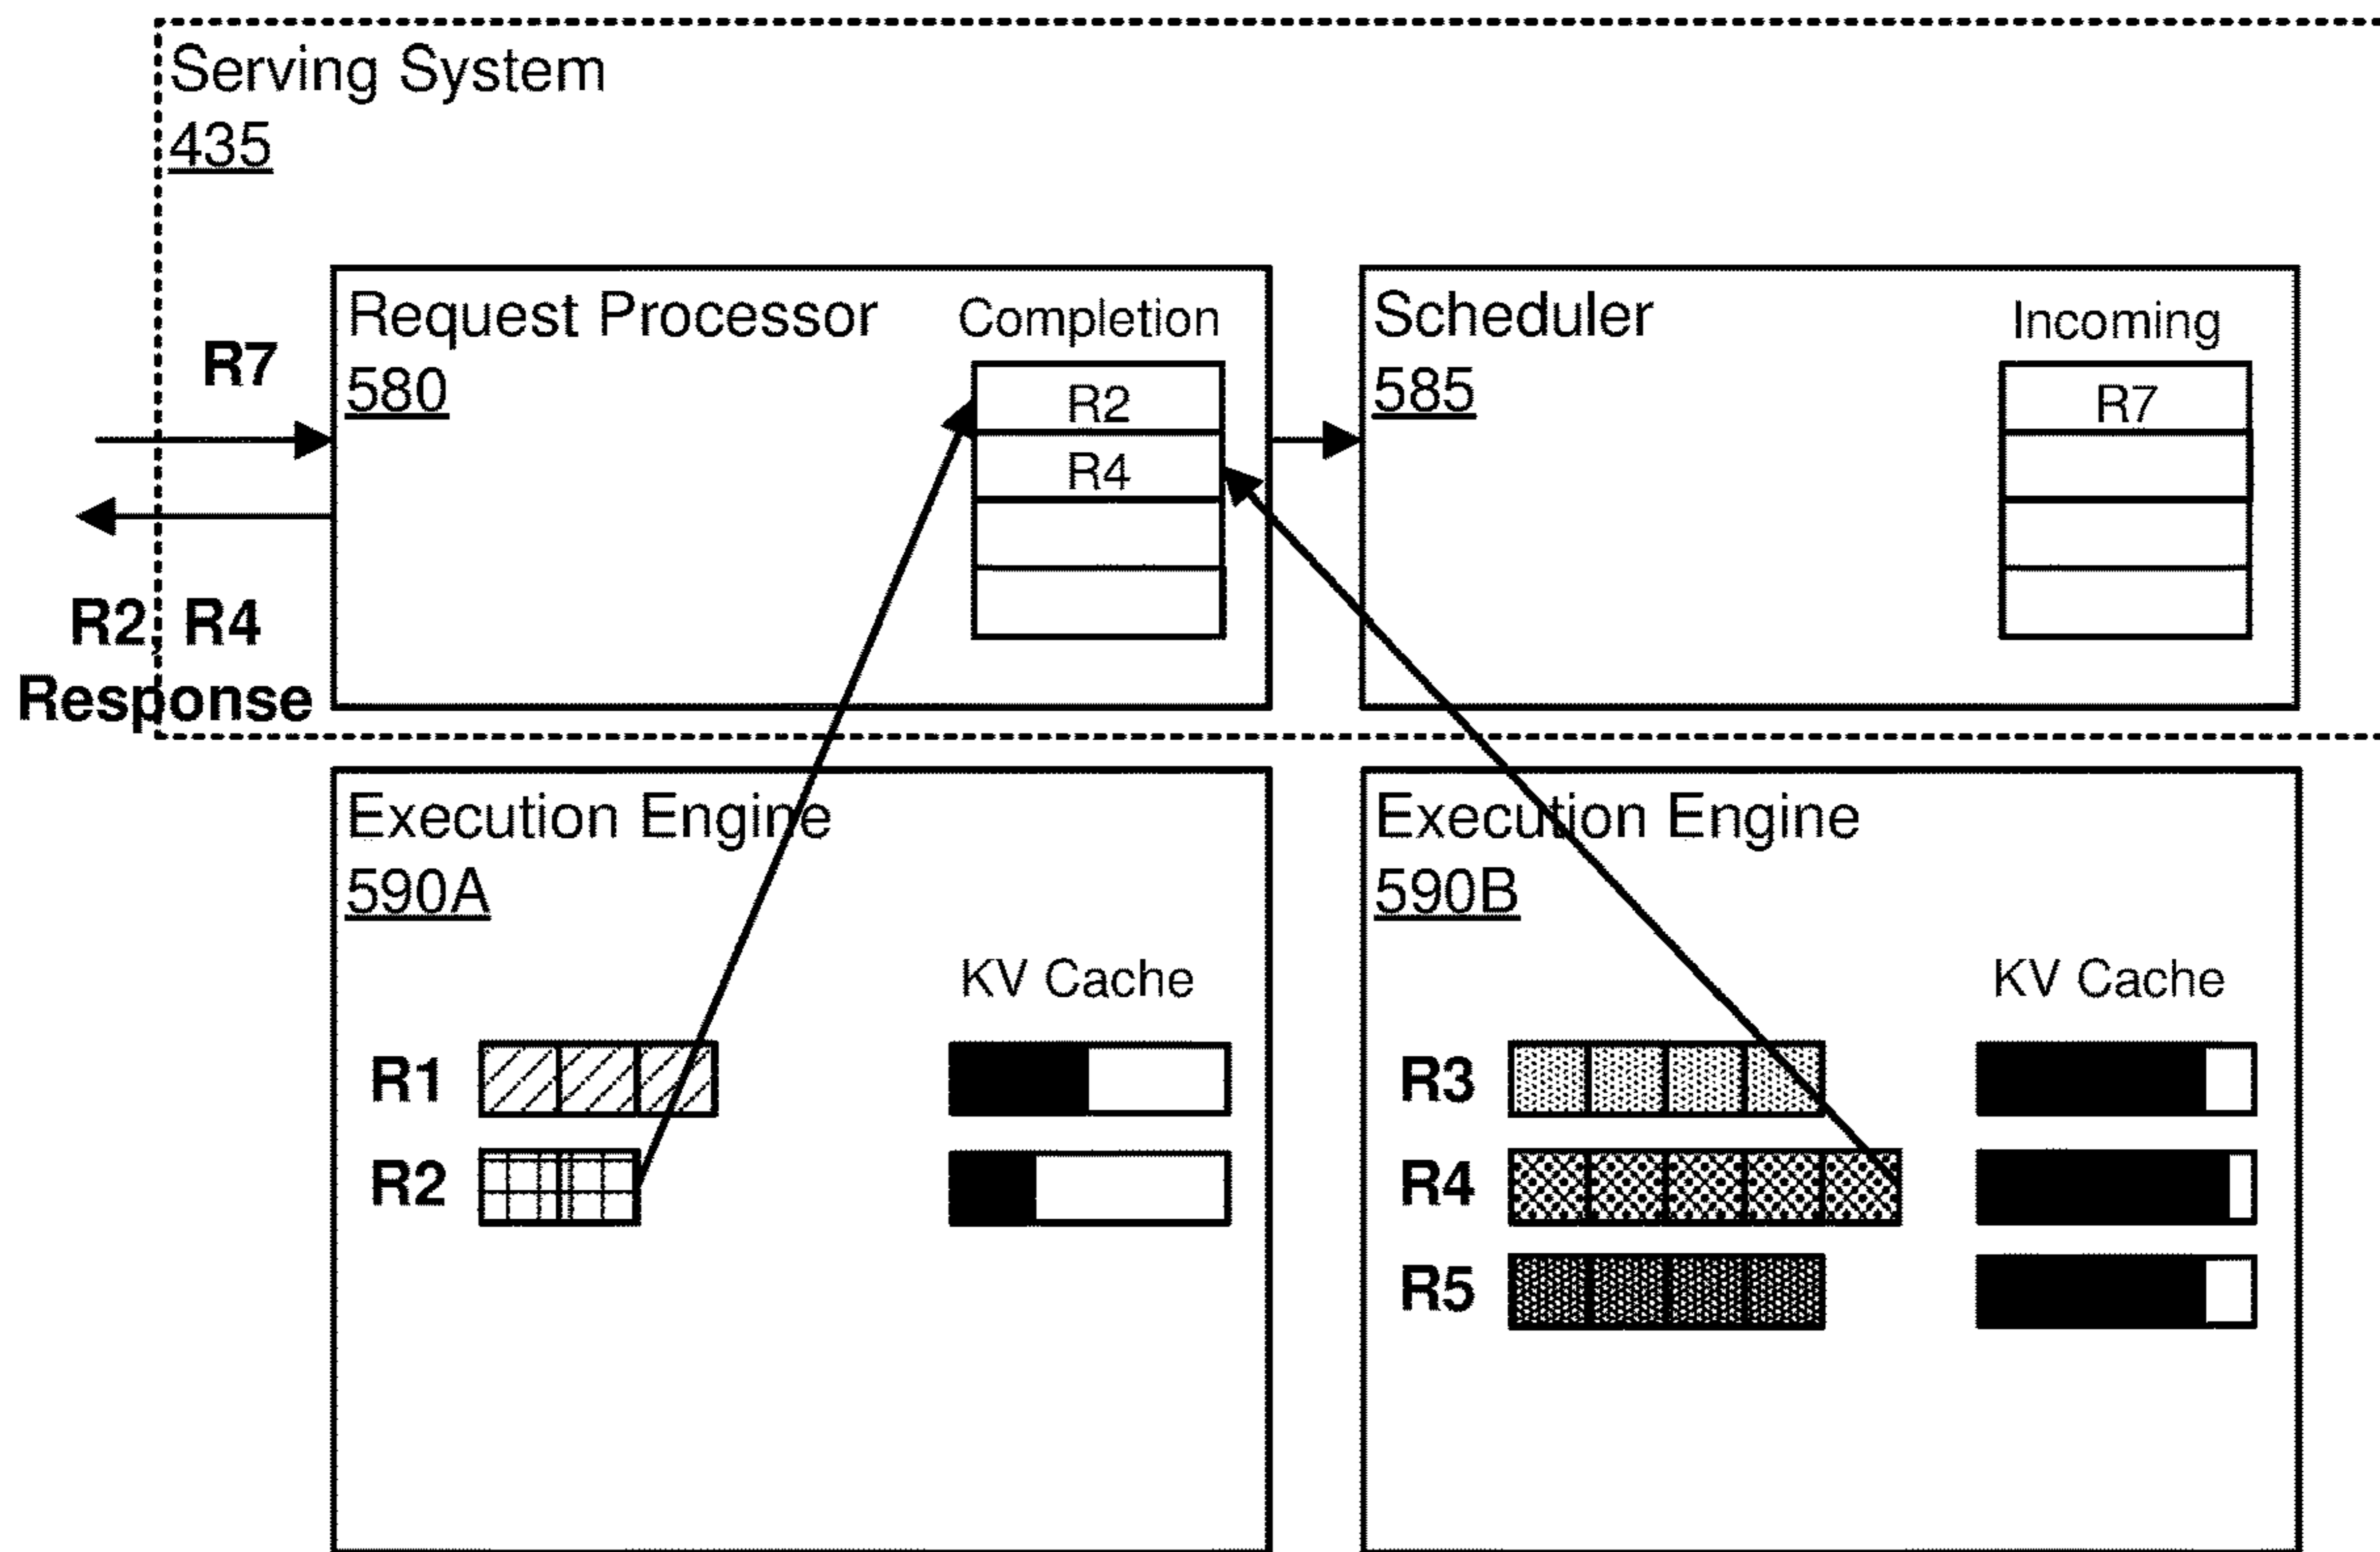 Serving System
435
R7
R2, R4
Response
Request Processor
580
Completion
R2
R4
Scheduler
585
Incoming
R7
Execution Engine
590A
KV Cache
R1
R2
Execution Engine
590B
KV Cache
R3
R4
R5